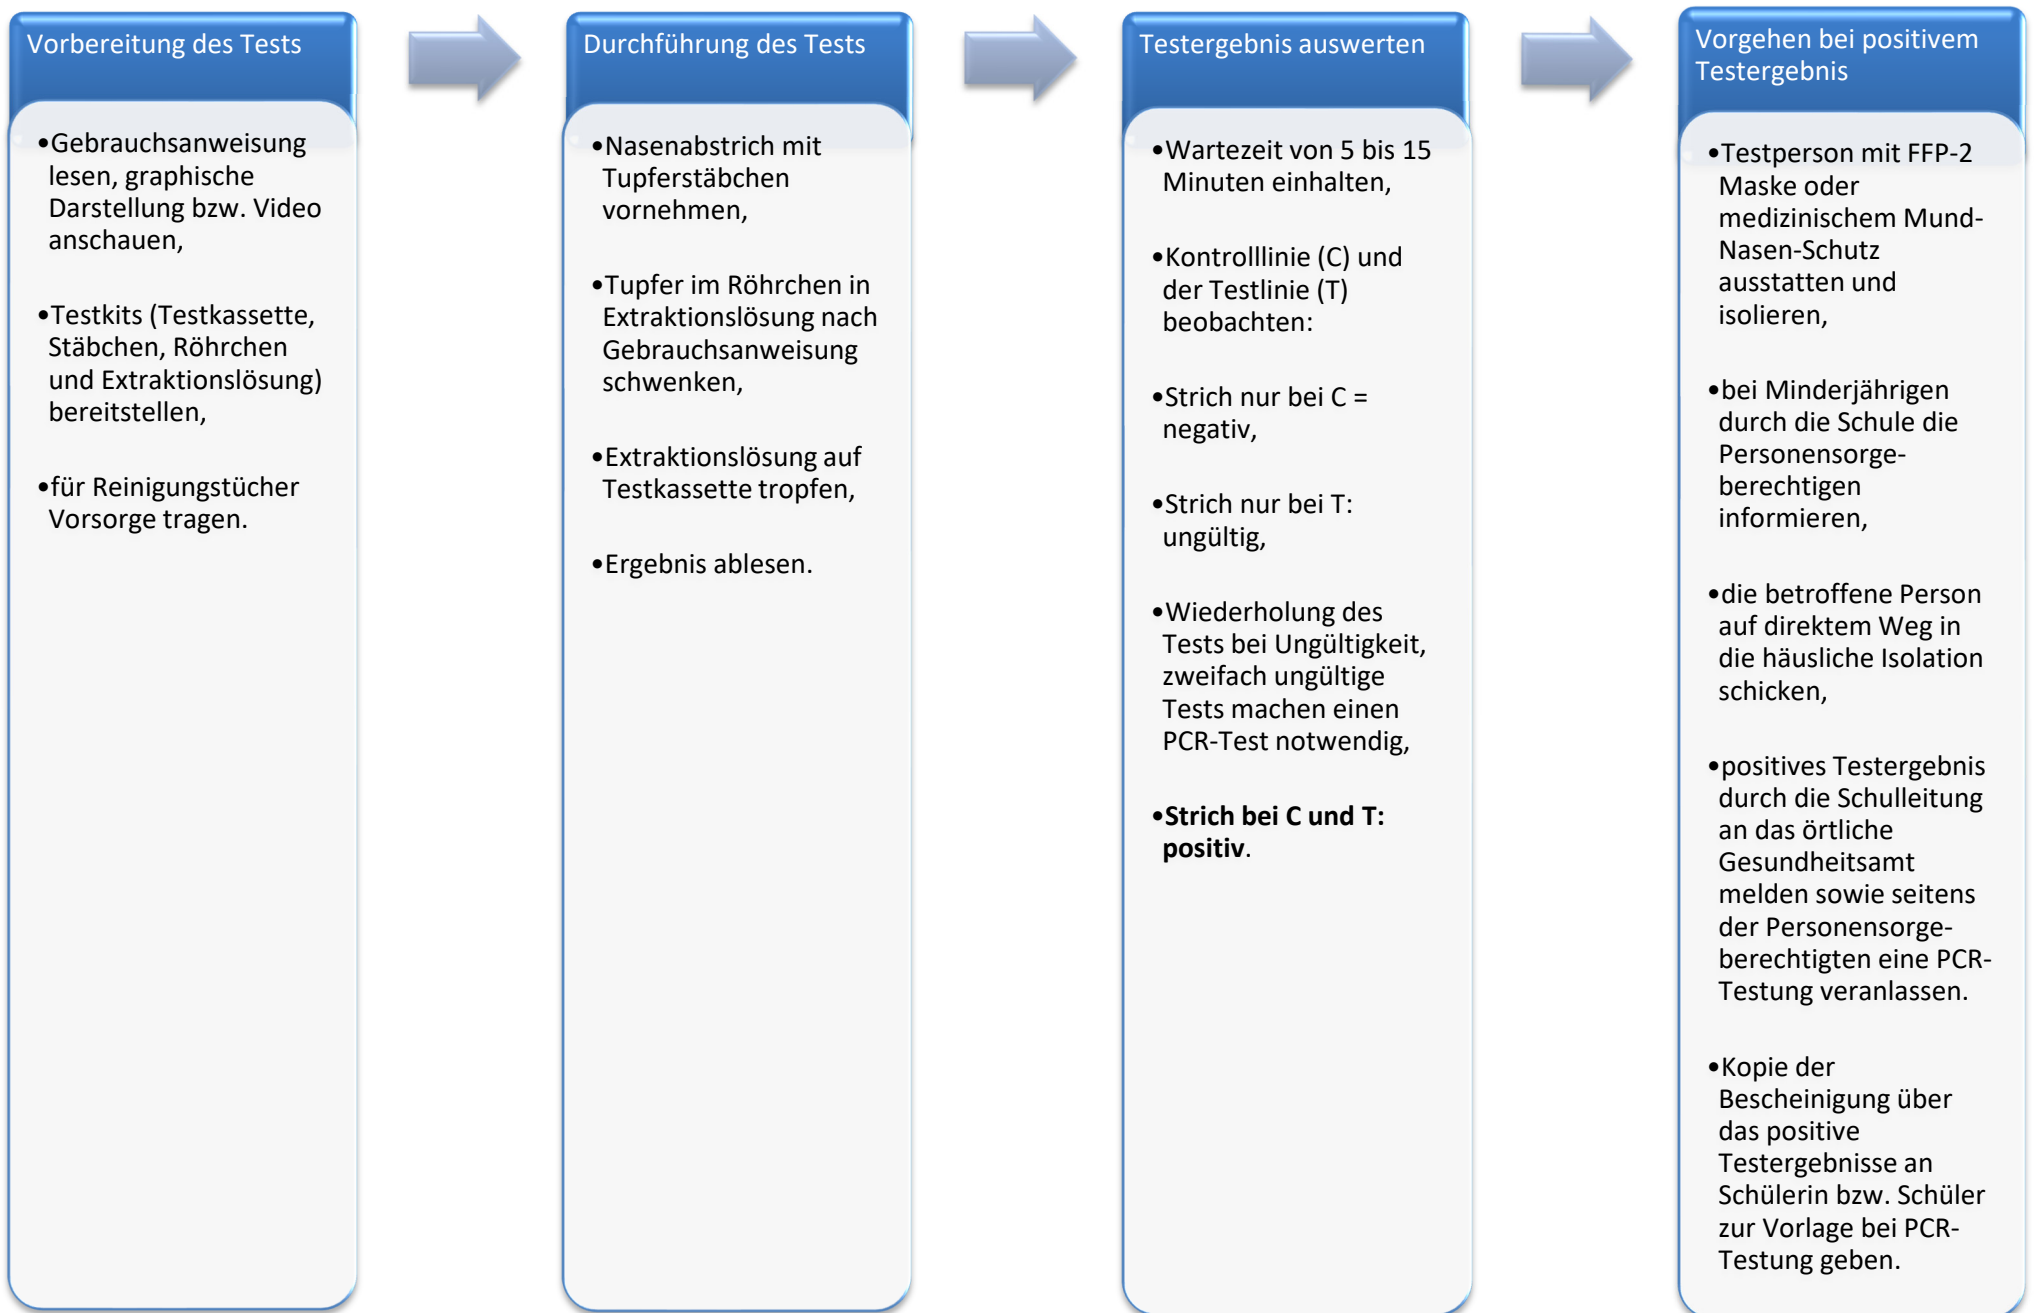 Vorbereitung des Tests
•Gebrauchsanweisung
lesen, graphische
Darstellung bzw. Video
anschauen,
•Testkits (Testkassette,
Stäbchen, Röhrchen
und Extraktionslösung)
bereitstellen,
•für Reinigungstücher
Vorsorge tragen.
Durchführung des Tests
•Nasenabstrich mit
Tupferstäbchen
vornehmen,
•Tupfer im Röhrchen in
Extraktionslösung nach
Gebrauchsanweisung
schwenken,
•Extraktionslösung auf
Testkassette tropfen,
•Ergebnis ablesen.
Testergebnis auswerten
•Wartezeit von 5 bis 15
Minuten einhalten,
•Kontrolllinie (C) und
der Testlinie (T)
beobachten:
•Strich nur bei C =
negativ,
•Strich nur bei T:
ungültig,
•Wiederholung des
Tests bei Ungültigkeit,
zweifach ungültige
Tests machen einen
PCR-Test notwendig,
•Strich bei C und T:
positiv.
Vorgehen bei positivem
Testergebnis
•Testperson mit FFP-2
Maske oder
medizinischem Mund-
Nasen-Schutz
ausstatten und
isolieren,
•bei Minderjährigen
durch die Schule die
Personensorge-
berechtigen
informieren,
•die betroffene Person
auf direktem Weg in
die häusliche Isolation
schicken,
•positives Testergebnis
durch die Schulleitung
an das örtliche
Gesundheitsamt
melden sowie seitens
der Personensorge-
berechtigten eine PCR-
Testung veranlassen.
•Kopie der
Bescheinigung über
das positive
Testergebnisse an
Schülerin bzw. Schüler
zur Vorlage bei PCR-
Testung geben.